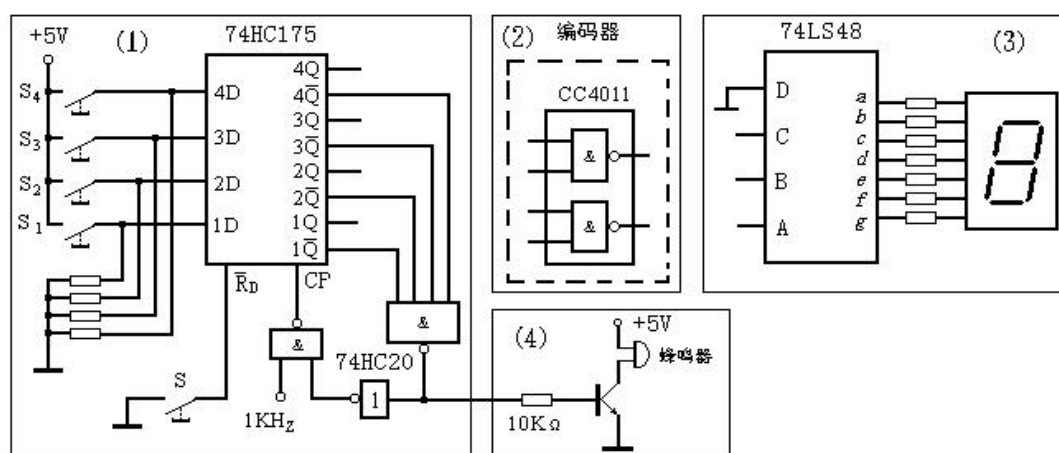 +5V
(1)
74HC175
S4
S3
S2
S1
4D
3D
2D
1D
4Q
4Q̅
3Q
3Q̅
2Q
2Q̅
1Q
1Q̅
R̅D
CP
&
&
74HC20
S
1KHZ
1
(2)
编码器
CC4011
&
&
74LS48
(3)
D
C
B
A
a
b
c
d
e
f
g
(4)
+5V
蜂鸣器
10KΩ